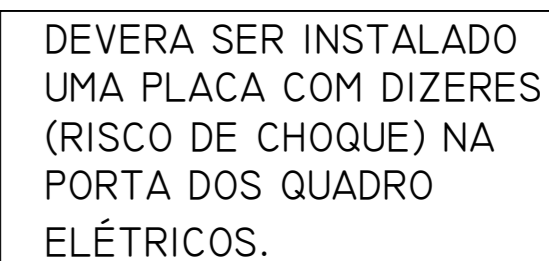 DEVERA SER INSTALADO
UMA PLACA COM DIZERES
(RISCO DE CHOQUE) NA
PORTA DOS QUADRO
ELÉTRICOS.